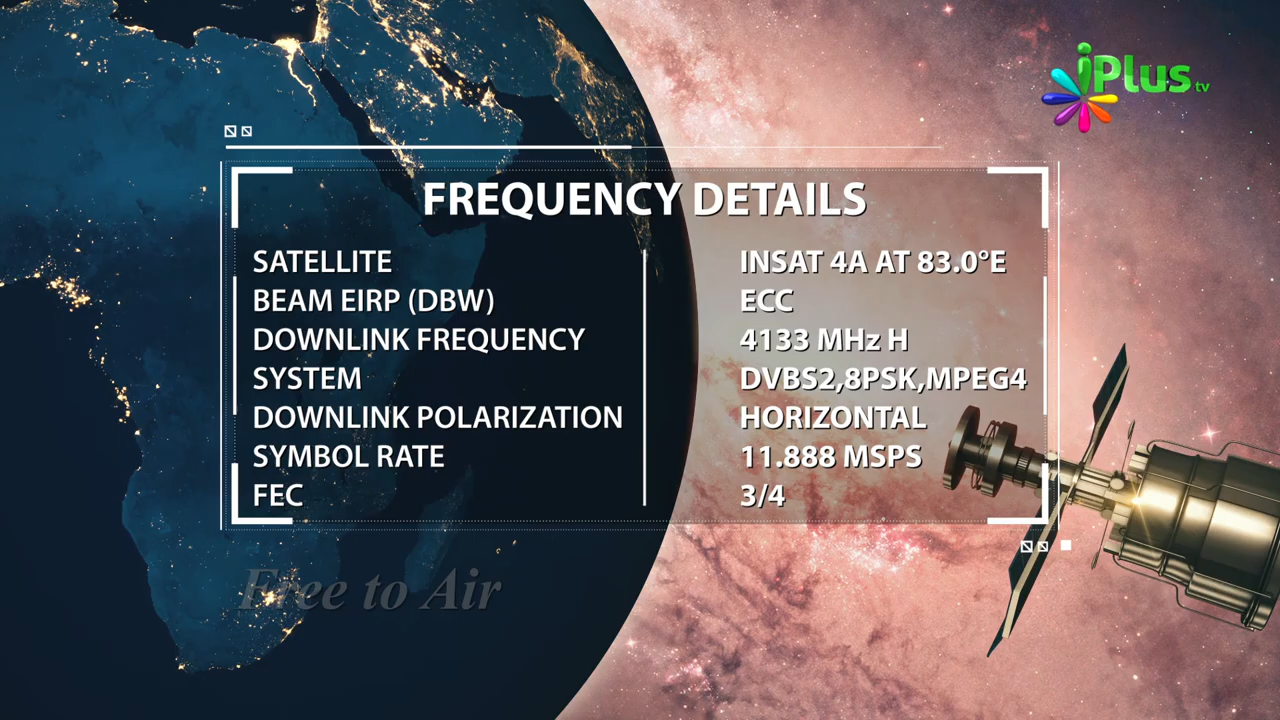 iPlus tv
FREQUENCY DETAILS
SATELLITE INSAT 4A AT 83.0°E
BEAM EIRP (DBW) ECC
DOWNLINK FREQUENCY 4133 MHz H
SYSTEM DVBS2,8PSK,MPEG4
DOWNLINK POLARIZATION HORIZONTAL
SYMBOL RATE 11.888 MSPS
FEC 3/4
Free to Air